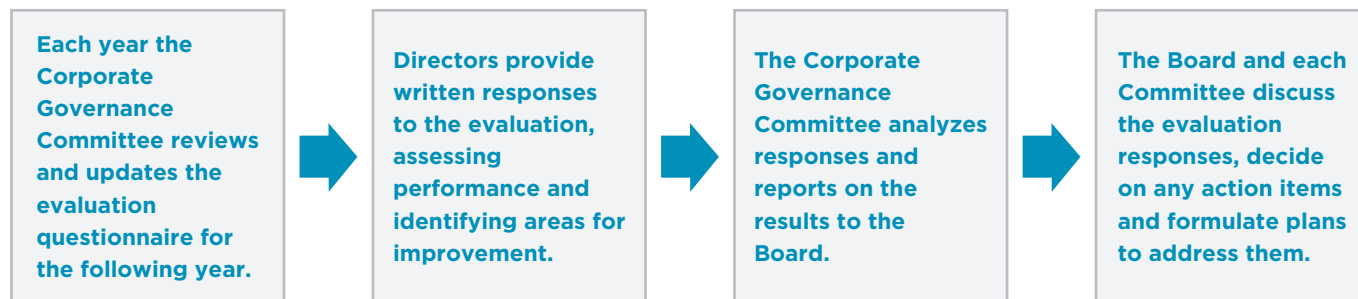 Each year the
Corporate
Governance
Committee reviews
and updates the
evaluation
questionnaire for
the following year.
Directors provide
written responses
to the evaluation,
assessing
performance and
identifying areas for
improvement.
The Corporate
Governance
Committee analyzes
responses and
reports on the
results to the
Board.
The Board and each
Committee discuss
the evaluation
responses, decide
on any action items
and formulate plans
to address them.